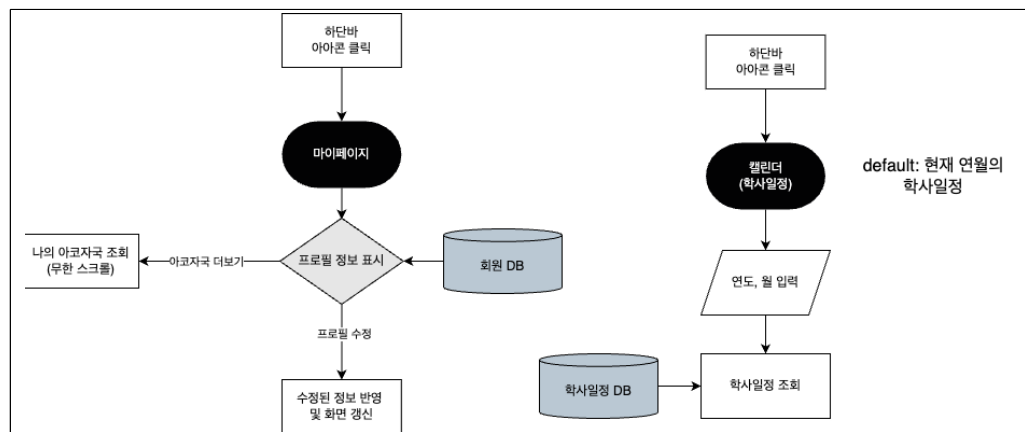 하단바
아아콘 클릭
마이페이지
나의 아코자국 조회
(무한 스크롤)
아코자국 더보기
프로필 정보 표시
회원 DB
프로필 수정
수정된 정보 반영
및 화면 갱신
하단바
아아콘 클릭
캘린더
(학사일정)
default: 현재 연월의
학사일정
연도, 월 입력
학사일정 DB
학사일정 조회